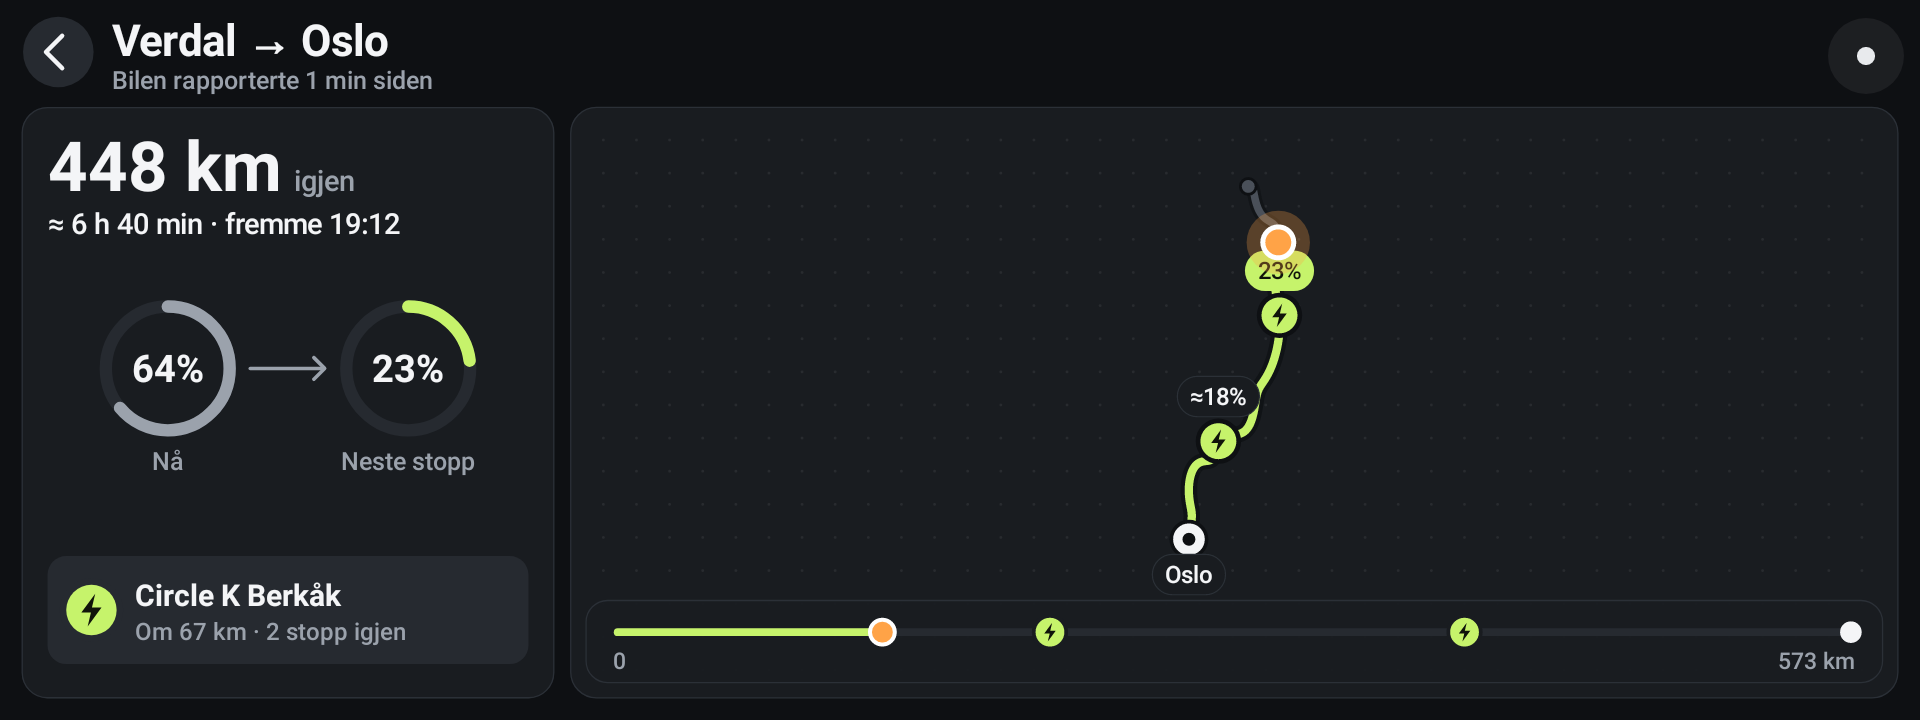 Verdal → Oslo
Bilen rapporterte 1 min siden
448 km igjen
≈ 6 h 40 min · fremme 19:12
64%
23%
Nå
Neste stopp
Circle K Berkåk
Om 67 km · 2 stopp igjen
23%
≈18%
Oslo
0
573 km